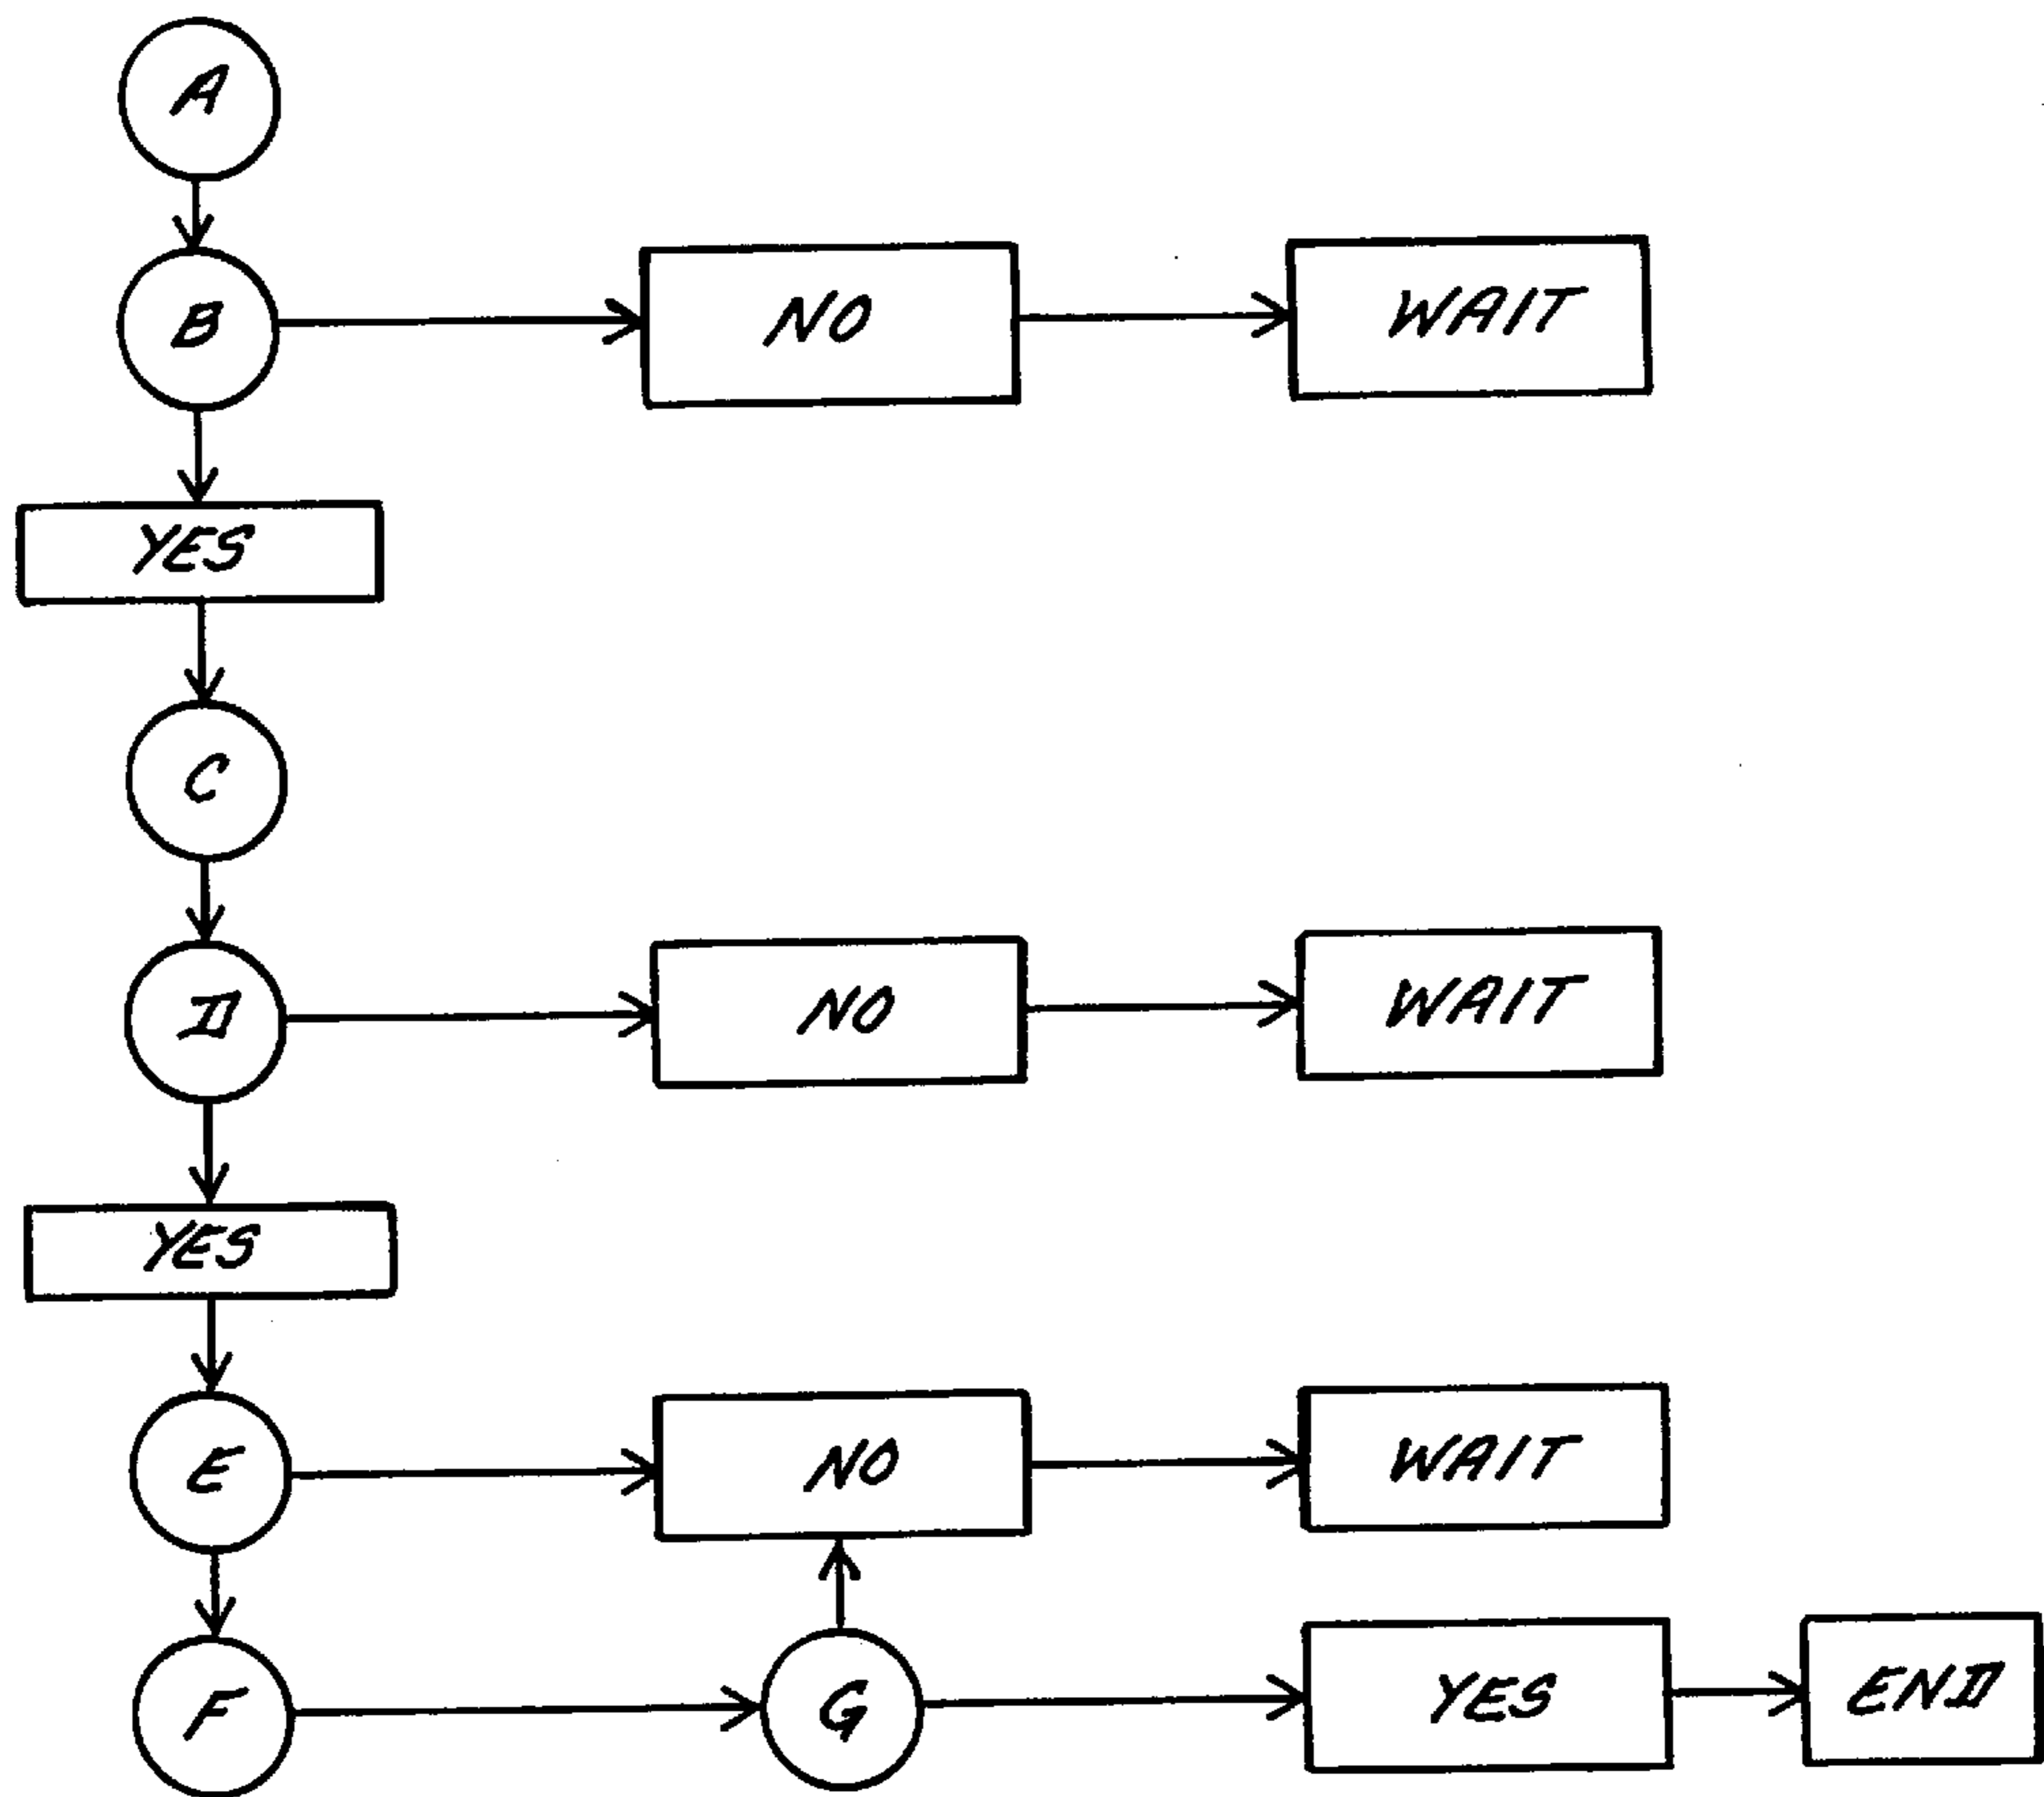 A
B
NO
WAIT
YES
C
D
NO
WAIT
YES
E
NO
WAIT
F
G
YES
END